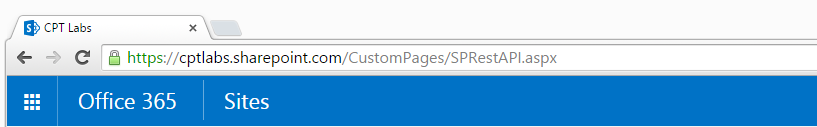 CPT Labs
https://cptlabs.sharepoint.com/CustomPages/SPRestAPI.aspx
Office 365 Sites